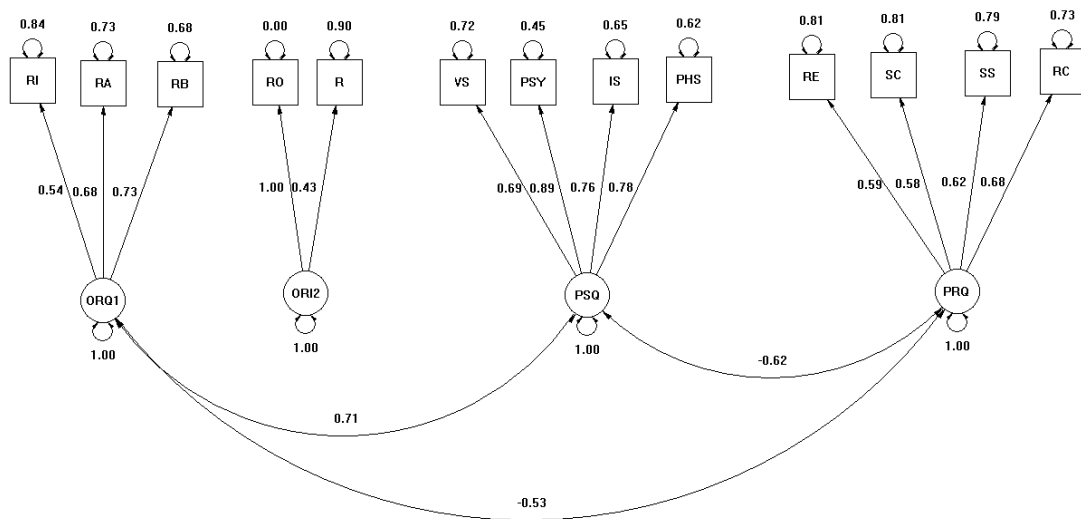 0.84 0.73 0.68 0.00 0.90 0.72 0.45 0.65 0.62 0.81 0.81 0.79 0.73
RI RA RB RO R VS PSY IS PHS RE SC SS RC
0.54 0.68 0.73 1.00 0.43 0.69 0.89 0.76 0.78 0.59 0.58 0.62 0.68
ORQ1 ORI2 PSQ PRQ
1.00 1.00 1.00 1.00
-0.62
0.71
-0.53